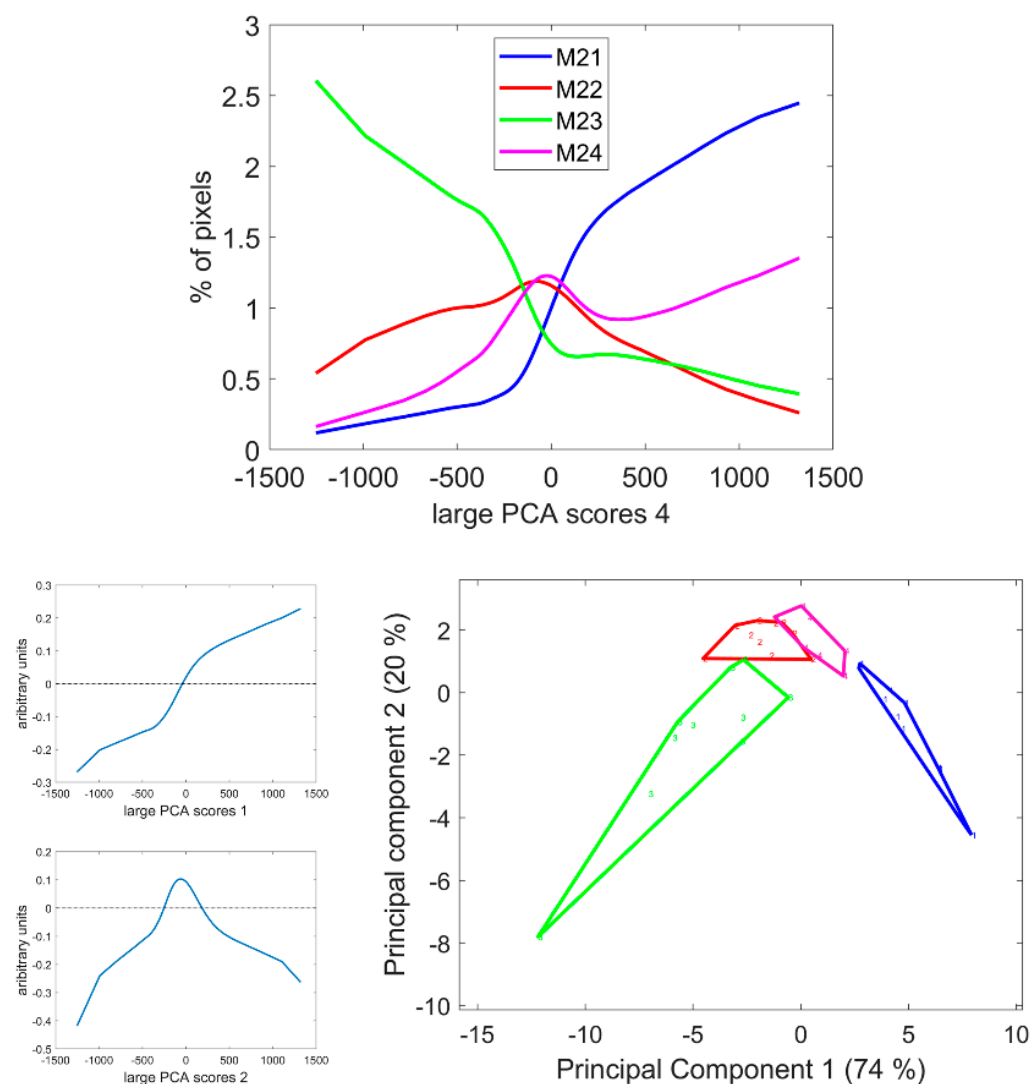 3
2.5
2
1.5
1
0.5
0
% of pixels
M21
M22
M23
M24
-1500 -1000 -500 0 500 1000 1500
large PCA scores 4
0.3
0.2
0.1
0
-0.1
-0.2
-0.3
aribitrary units
-1500 -1000 -500 0 500 1000 1500
large PCA scores 1
0.2
0.1
0
-0.1
-0.2
-0.3
-0.4
-0.5
aribitrary units
-1500 -1000 -500 0 500 1000 1500
large PCA scores 2
2
0
-2
-4
-6
-8
-10
Principal component 2 (20 %)
-15 -10 -5 0 5 10
Principal Component 1 (74 %)